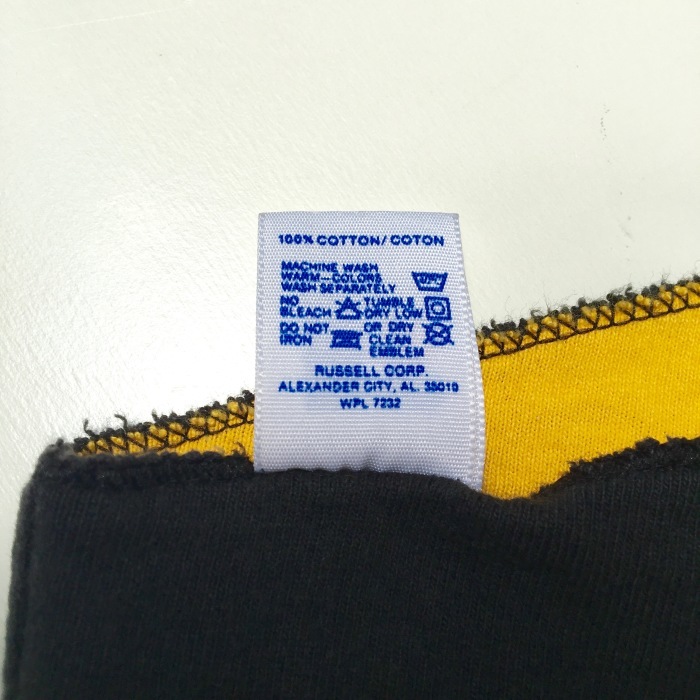 100% COTTON/COTON
MACHINE WASH
WARM-COLORS
WASH SEPARATELY
NO BLEACH TUMBLE DRY LOW
DO NOT IRON OR DRY CLEAN EMBLEM
RUSSELL CORP.
ALEXANDER CITY, AL. 35010
WPL 7232